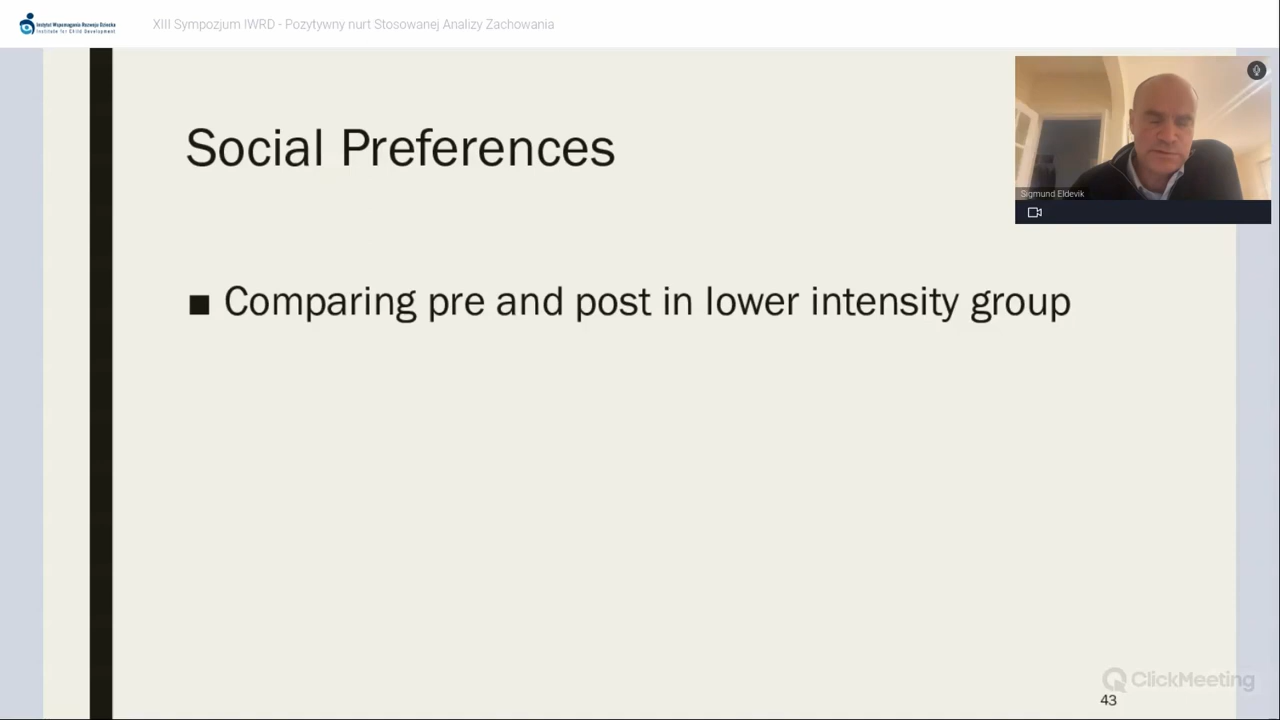 Instytut Wspomagania Rozwoju Dziecka
Institute for Child Development
XIII Sympozjum IWRD - Pozytywny nurt Stosowanej Analizy Zachowania
Social Preferences
Sigmund Eldevik
■ Comparing pre and post in lower intensity group
ClickMeeting
43